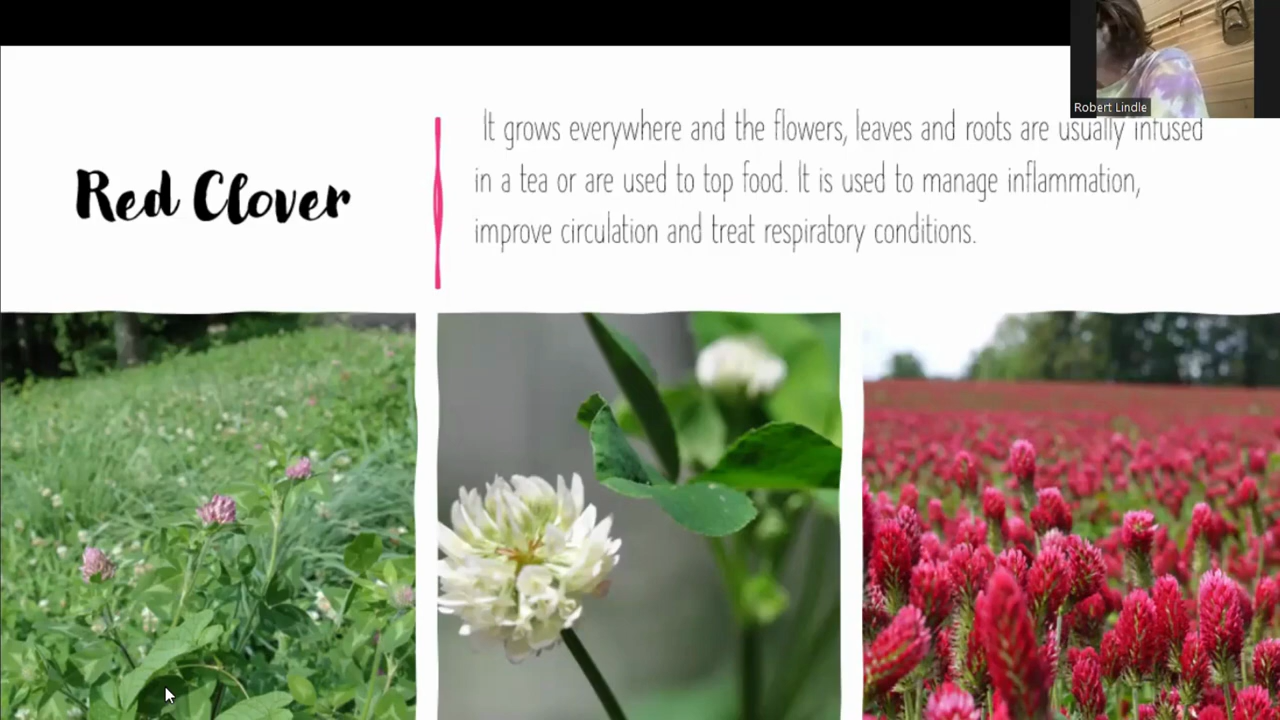 Robert Lindle
It grows everywhere and the flowers, leaves and roots are usually infused
in a tea or are used to top food. It is used to manage inflammation,
improve circulation and treat respiratory conditions.
Red Clover